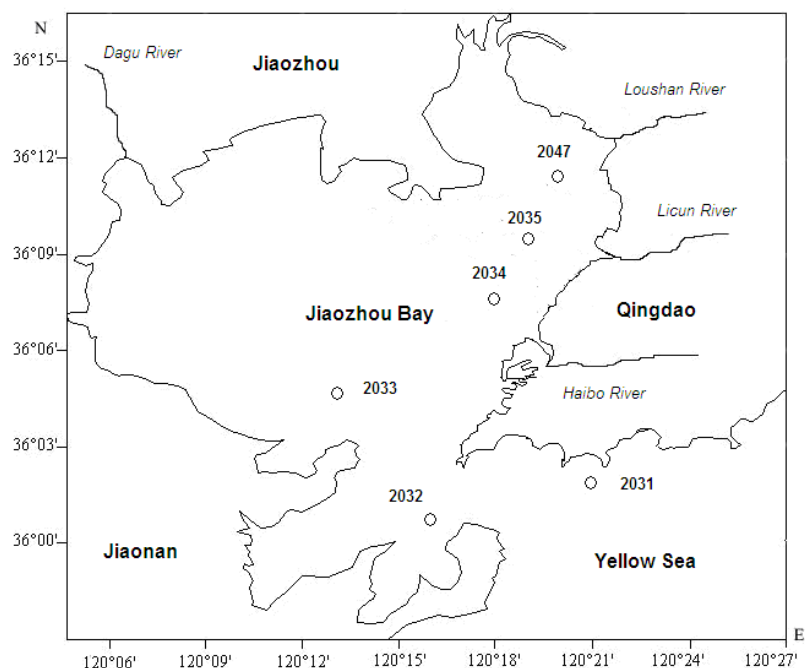 N
36°15'
Dagu River
Jiaozhou
Loushan River
36°12'
2047
2035
Licun River
36°09'
2034
Jiaozhou Bay
Qingdao
36°06'
2033
Haibo River
36°03'
2032
2031
36°00'
Jiaonan
Yellow Sea
E
120°06' 120°09' 120°12' 120°15' 120°18' 120°21' 120°24' 120°27'